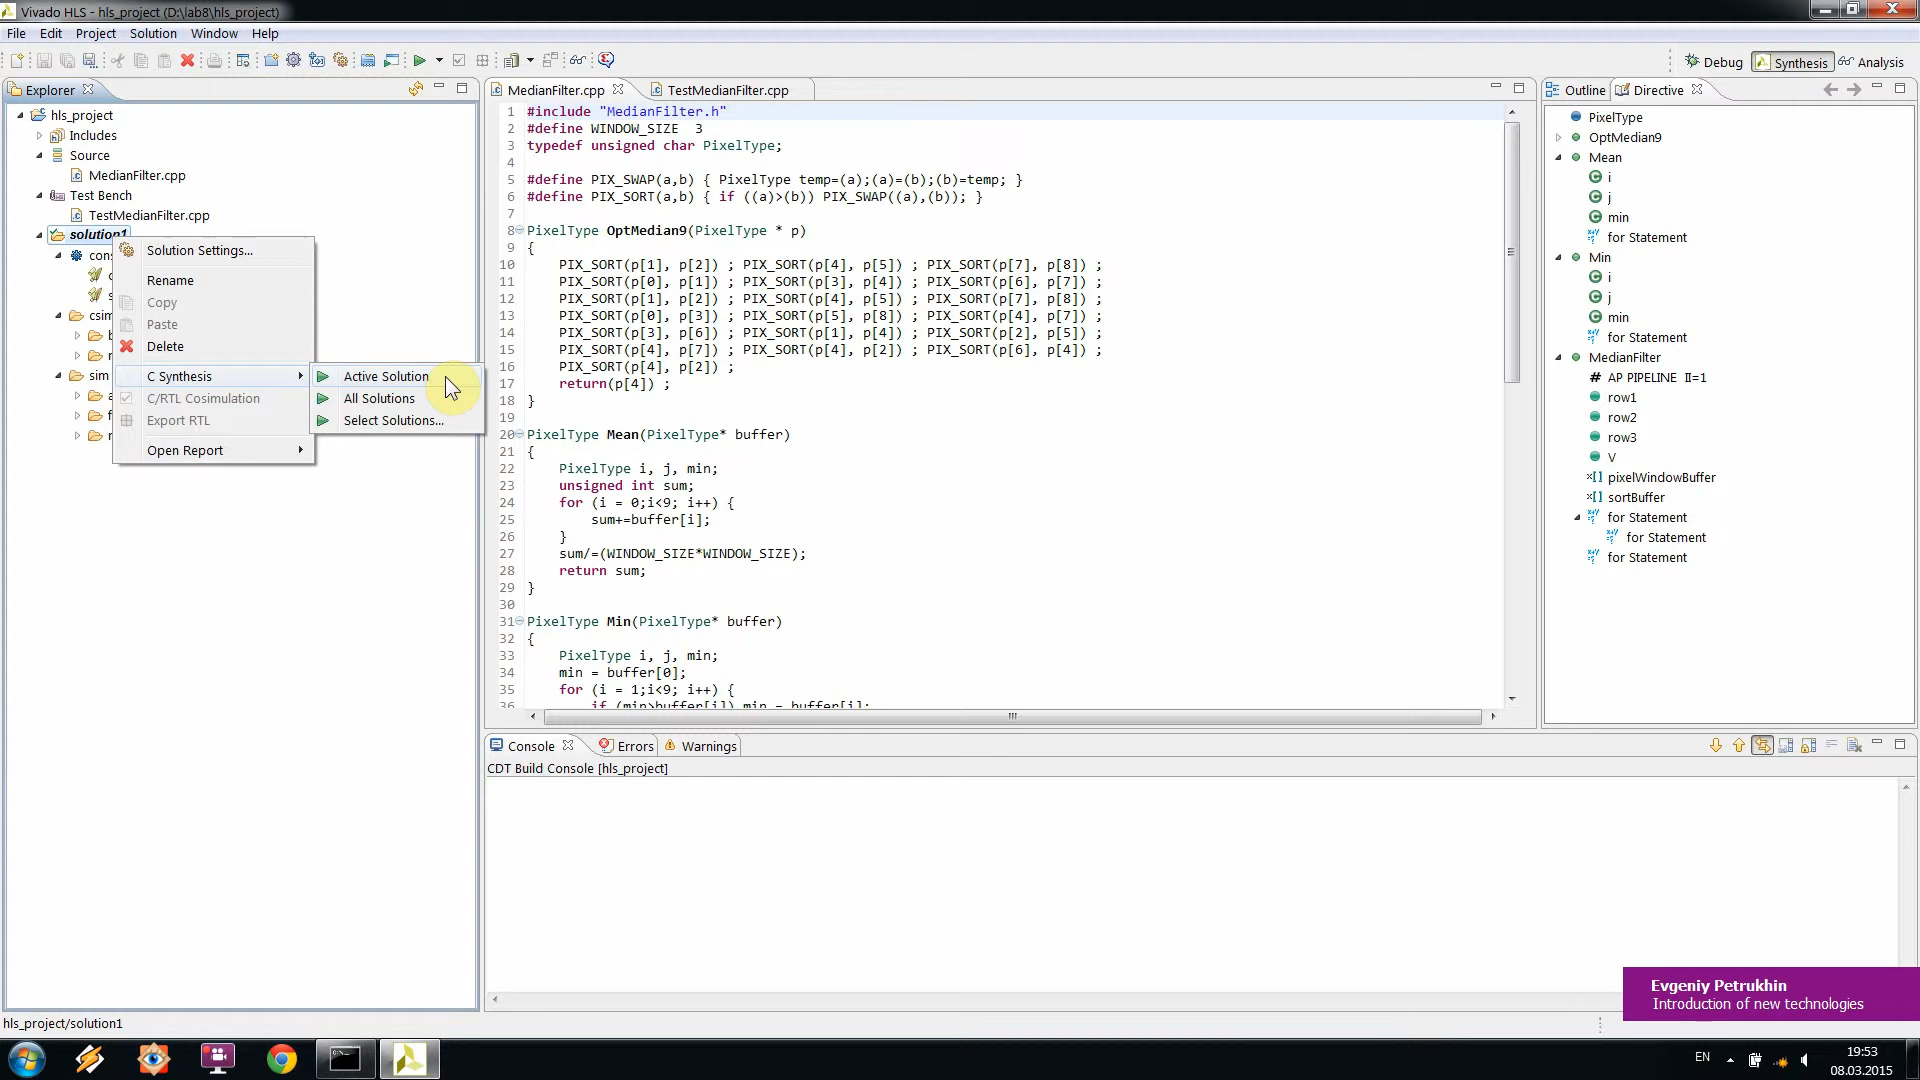 Vivado HLS - hls_project (D:\lab8\hls_project)
File Edit Project Solution Window Help
Debug Synthesis Analysis
Explorer
hls_project
Includes
Source
MedianFilter.cpp
Test Bench
TestMedianFilter.cpp
solution1
Solution Settings...
Rename
Copy
Paste
Delete
C Synthesis
C/RTL Cosimulation
Export RTL
Open Report
Active Solution
All Solutions
Select Solutions...
cons
csim
sim
MedianFilter.cpp TestMedianFilter.cpp
1 #include "MedianFilter.h"
2 #define WINDOW_SIZE  3
3 typedef unsigned char PixelType;
4
5 #define PIX_SWAP(a,b) { PixelType temp=(a);(a)=(b);(b)=temp; }
6 #define PIX_SORT(a,b) { if ((a)>(b)) PIX_SWAP((a),(b)); }
7
8 PixelType OptMedian9(PixelType * p)
9 {
10 PIX_SORT(p[1], p[2]) ; PIX_SORT(p[4], p[5]) ; PIX_SORT(p[7], p[8]) ;
11 PIX_SORT(p[0], p[1]) ; PIX_SORT(p[3], p[4]) ; PIX_SORT(p[6], p[7]) ;
12 PIX_SORT(p[1], p[2]) ; PIX_SORT(p[4], p[5]) ; PIX_SORT(p[7], p[8]) ;
13 PIX_SORT(p[0], p[3]) ; PIX_SORT(p[5], p[8]) ; PIX_SORT(p[4], p[7]) ;
14 PIX_SORT(p[3], p[6]) ; PIX_SORT(p[1], p[4]) ; PIX_SORT(p[2], p[5]) ;
15 PIX_SORT(p[4], p[7]) ; PIX_SORT(p[4], p[2]) ; PIX_SORT(p[6], p[4]) ;
16 PIX_SORT(p[4], p[2]) ;
17 return(p[4]) ;
18 }
19
20 PixelType Mean(PixelType* buffer)
21 {
22 PixelType i, j, min;
23 unsigned int sum;
24 for (i = 0;i<9; i++) {
25 sum+=buffer[i];
26 }
27 sum/=(WINDOW_SIZE*WINDOW_SIZE);
28 return sum;
29 }
30
31 PixelType Min(PixelType* buffer)
32 {
33 PixelType i, j, min;
34 min = buffer[0];
35 for (i = 1;i<9; i++) {
36 if (min>buffer[i]) min = buffer[i];
Outline Directive
PixelType
OptMedian9
Mean
i
j
min
for Statement
Min
i
j
min
for Statement
MedianFilter
# AP PIPELINE II=1
row1
row2
row3
V
pixelWindowBuffer
sortBuffer
for Statement
for Statement
for Statement
Console Errors Warnings
CDT Build Console [hls_project]
Evgeniy Petrukhin
Introduction of new technologies
hls_project/solution1
EN
19:53
08.03.2015